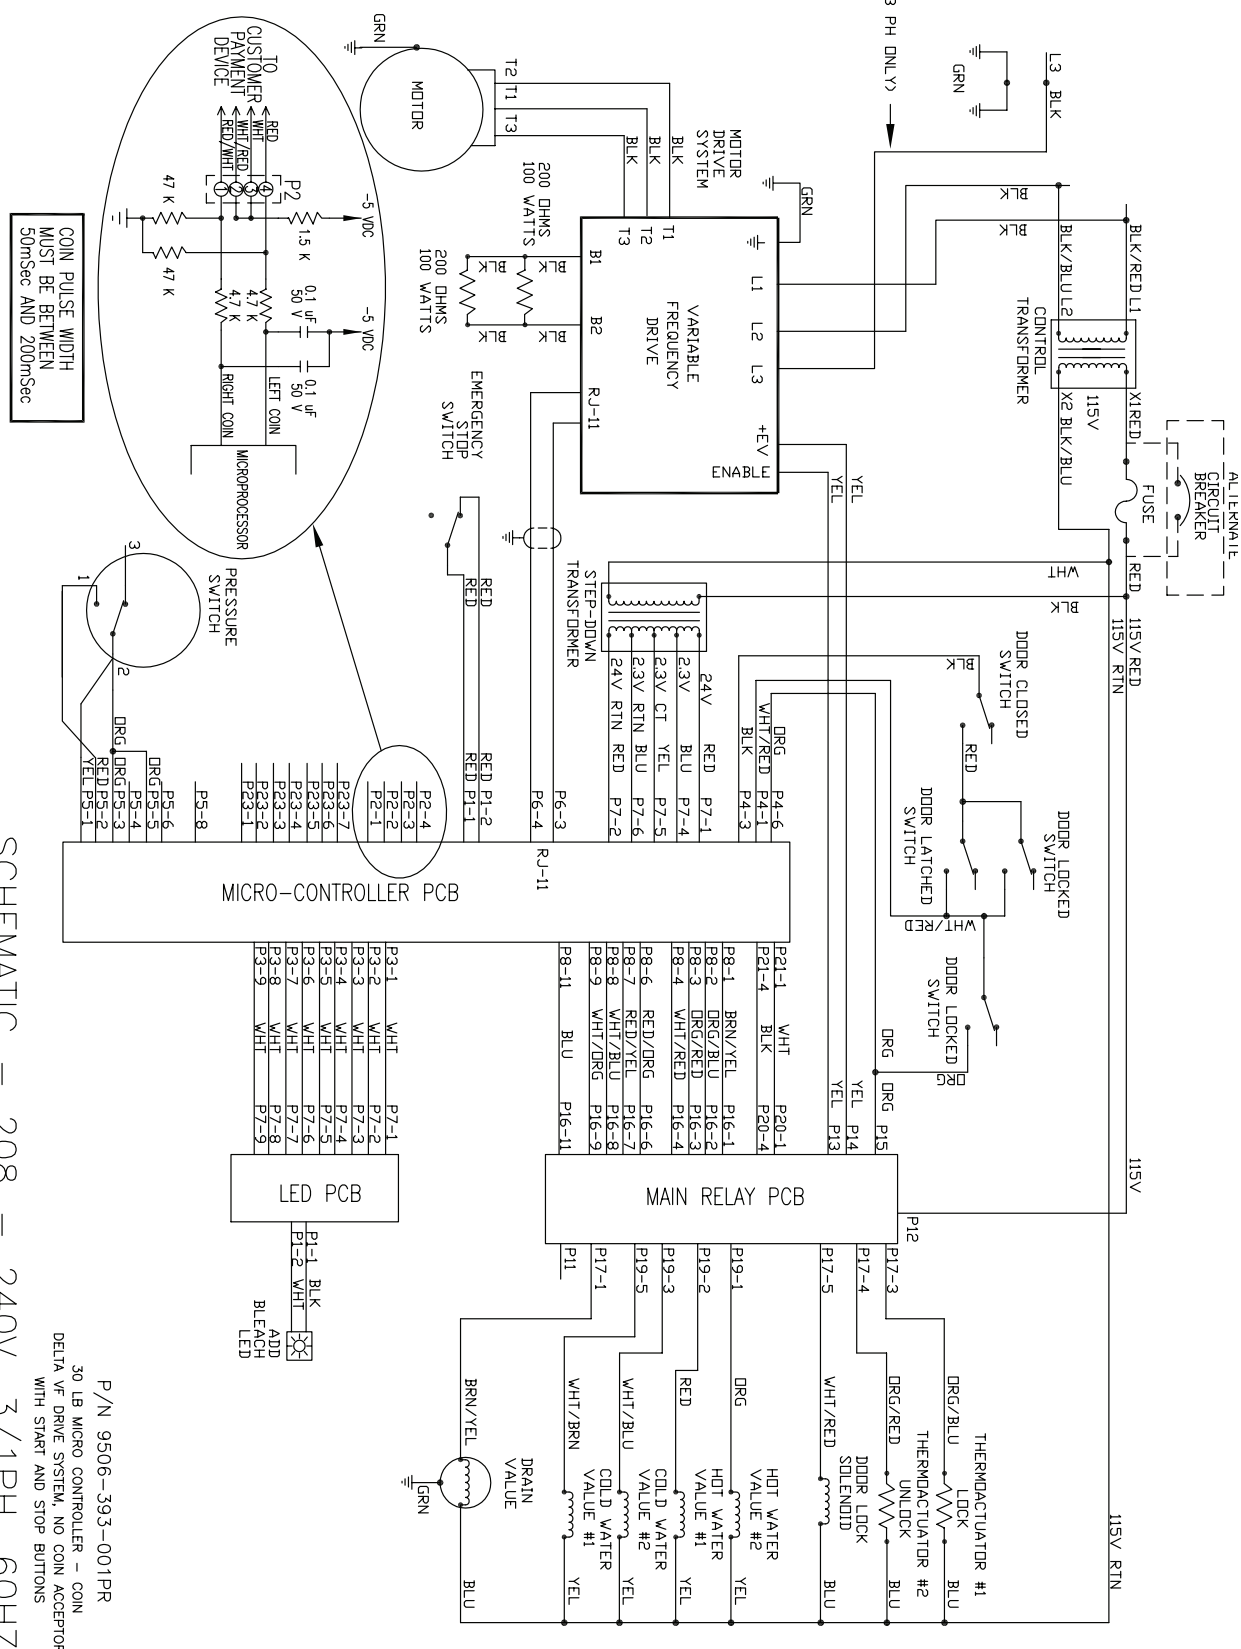 3 PH ONLY)
L3
BLK
GRN
GRN
MOTOR
T2
T1
T3
BLK
BLK
BLK
MOTOR
DRIVE
SYSTEM
GRN
200 OHMS
100 WATTS
200 OHMS
100 WATTS
BLK
BLK
BLK
BLK
T1
T2
T3
B1
B2
RJ-11
L1
L2
L3
+EV
ENABLE
VARIABLE
FREQUENCY
DRIVE
BLK
BLK
BLK/RED L1
BLK/BLU L2
CONTROL
TRANSFORMER
115V
X1 RED
X2 BLK/BLU
FUSE
ALTERNATE
CIRCUIT
BREAKER
RED
WHT
BLK
115V RED
115V RTN
YEL
YEL
TO
CUSTOMER
PAYMENT
DEVICE
RED
WHT
WHT/RED
RED/WHT
P2
4
3
2
1
47 K
47 K
1.5 K
-5 VDC
-5 VDC
4.7 K
4.7 K
0.1 uF
50 V
0.1 uF
50 V
LEFT COIN
RIGHT COIN
MICROPROCESSOR
COIN PULSE WIDTH
MUST BE BETWEEN
50mSec AND 200mSec
EMERGENCY
STOP
SWITCH
RED
RED
STEP-DOWN
TRANSFORMER
24V
2.3V
2.3V CT
2.3V RTN
24V RTN
RED
BLU
YEL
BLU
RED
P7-1
P7-4
P7-5
P7-6
P7-2
PRESSURE
SWITCH
3
1
2
ORG
ORG
ORG
RED
YEL
P5-8
P5-6
P5-5
P5-4
P5-3
P5-2
P5-1
P23-7
P23-6
P23-5
P23-4
P23-3
P23-2
P23-1
P2-4
P2-3
P2-2
P2-1
RED P1-2
RED P1-1
P6-3
P6-4
RJ-11
ORG
WHT/RED
BLK
P4-6
P4-1
P4-3
DOOR CLOSED
SWITCH
BLK
RED
DOOR LOCKED
SWITCH
DOOR LATCHED
SWITCH
WHT/RED
DOOR LOCKED
SWITCH
ORG
ORG
MICRO-CONTROLLER PCB
P3-1 WHT P7-1
P3-2 WHT P7-2
P3-3 WHT P7-3
P3-4 WHT P7-4
P3-5 WHT P7-5
P3-6 WHT P7-6
P3-7 WHT P7-7
P3-8 WHT P7-8
P3-9 WHT P7-9
P21-1 WHT P20-1
P21-4 BLK P20-4
P8-1 BRN/YEL P16-1
P8-2 ORG/BLU P16-2
P8-3 ORG/RED P16-3
P8-4 WHT/RED P16-4
P8-6 RED/ORG P16-6
P8-7 RED/YEL P16-7
P8-8 WHT/BLU P16-8
P8-9 WHT/ORG P16-9
P8-11 BLU P16-11
ORG P15
YEL P14
YEL P13
115V
LED PCB
P1-1 BLK
P1-2 WHT
ADD
BLEACH
LED
MAIN RELAY PCB
P12
P17-3
P17-4
P17-5
P19-1
P19-2
P19-3
P19-5
P17-1
P11
ORG/BLU
THERMOACTUATOR #1
LOCK
BLU
ORG/RED
THERMOACTUATOR #2
UNLOCK
BLU
WHT/RED
DOOR LOCK
SOLENOID
BLU
ORG
HOT WATER
VALUE #2
YEL
RED
HOT WATER
VALUE #1
YEL
WHT/BLU
COLD WATER
VALUE #2
YEL
WHT/BRN
COLD WATER
VALUE #1
YEL
BRN/YEL
DRAIN
VALUE
GRN
BLU
115V RTN
SCHEMATIC - 208 - 240V 3/1PH 60HZ
P/N 9506-393-001PR
30 LB MICRO CONTROLLER - COIN
DELTA VF DRIVE SYSTEM, NO COIN ACCEPTOR
WITH START AND STOP BUTTONS